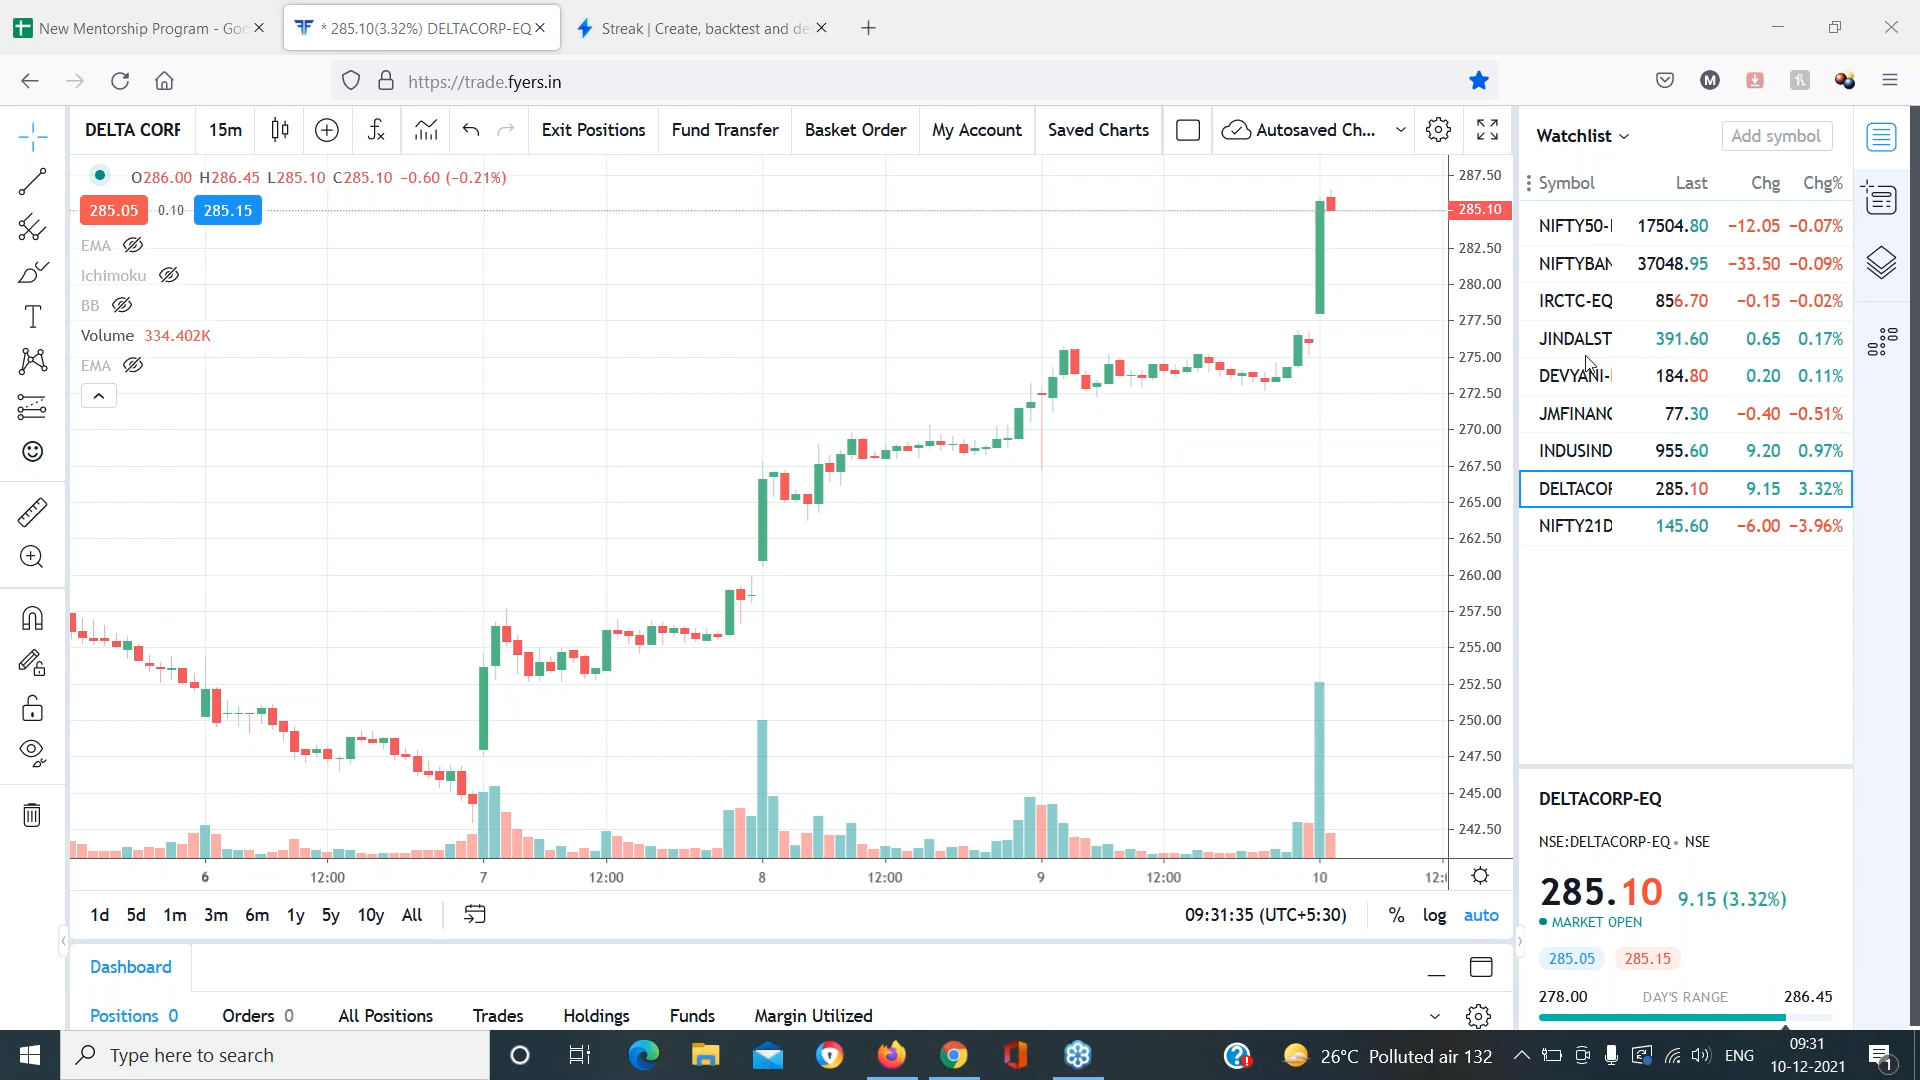 New Mentorship Program - Goo
* 285.10(3.32%) DELTACORP-EQ
Streak | Create, backtest and de
https://trade.fyers.in
M
DELTA CORP
15m
Exit Positions
Fund Transfer
Basket Order
My Account
Saved Charts
Autosaved Ch...
O286.00 H286.45 L285.10 C285.10 −0.60 (−0.21%)
285.05 0.10 285.15
EMA
Ichimoku
BB
Volume 334.402K
EMA
287.50
285.10
282.50
280.00
277.50
275.00
272.50
270.00
267.50
265.00
262.50
260.00
257.50
255.00
252.50
250.00
247.50
245.00
242.50
6 12:00 7 12:00 8 12:00 9 12:00 10 12:0
1d 5d 1m 3m 6m 1y 5y 10y All
09:31:35 (UTC+5:30) % log auto
Dashboard
Positions 0 Orders 0 All Positions Trades Holdings Funds Margin Utilized
Watchlist
Add symbol
Symbol Last Chg Chg%
NIFTY50-I 17504.80 −12.05 −0.07%
NIFTYBAN 37048.95 −33.50 −0.09%
IRCTC-EQ 856.70 −0.15 −0.02%
JINDALST 391.60 0.65 0.17%
DEVYANI-I 184.80 0.20 0.11%
JMFINANC 77.30 −0.40 −0.51%
INDUSIND 955.60 9.20 0.97%
DELTACOF 285.10 9.15 3.32%
NIFTY21D 145.60 −6.00 −3.96%
DELTACORP-EQ
NSE:DELTACORP-EQ • NSE
285.10 9.15 (3.32%)
MARKET OPEN
285.05 285.15
278.00 DAY'S RANGE 286.45
Type here to search
26°C Polluted air 132
ENG
09:31
10-12-2021
1